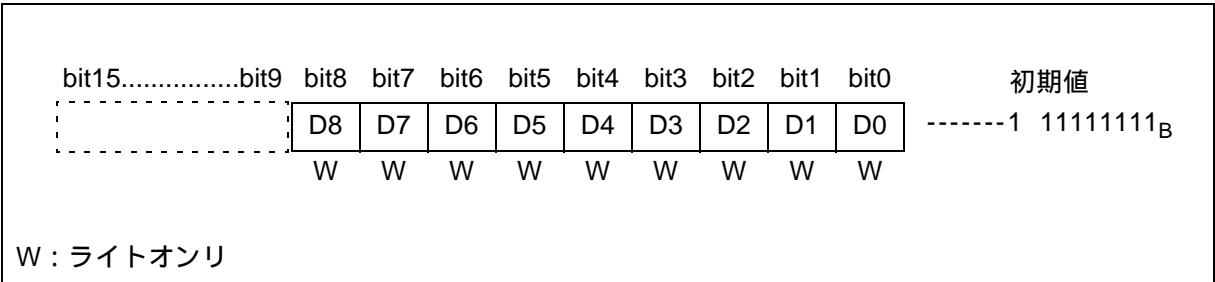 bit15................bit9 bit8 bit7 bit6 bit5 bit4 bit3 bit2 bit1 bit0 初期値
D8 D7 D6 D5 D4 D3 D2 D1 D0 -------1 11111111B
W W W W W W W W W
W：ライトオンリ